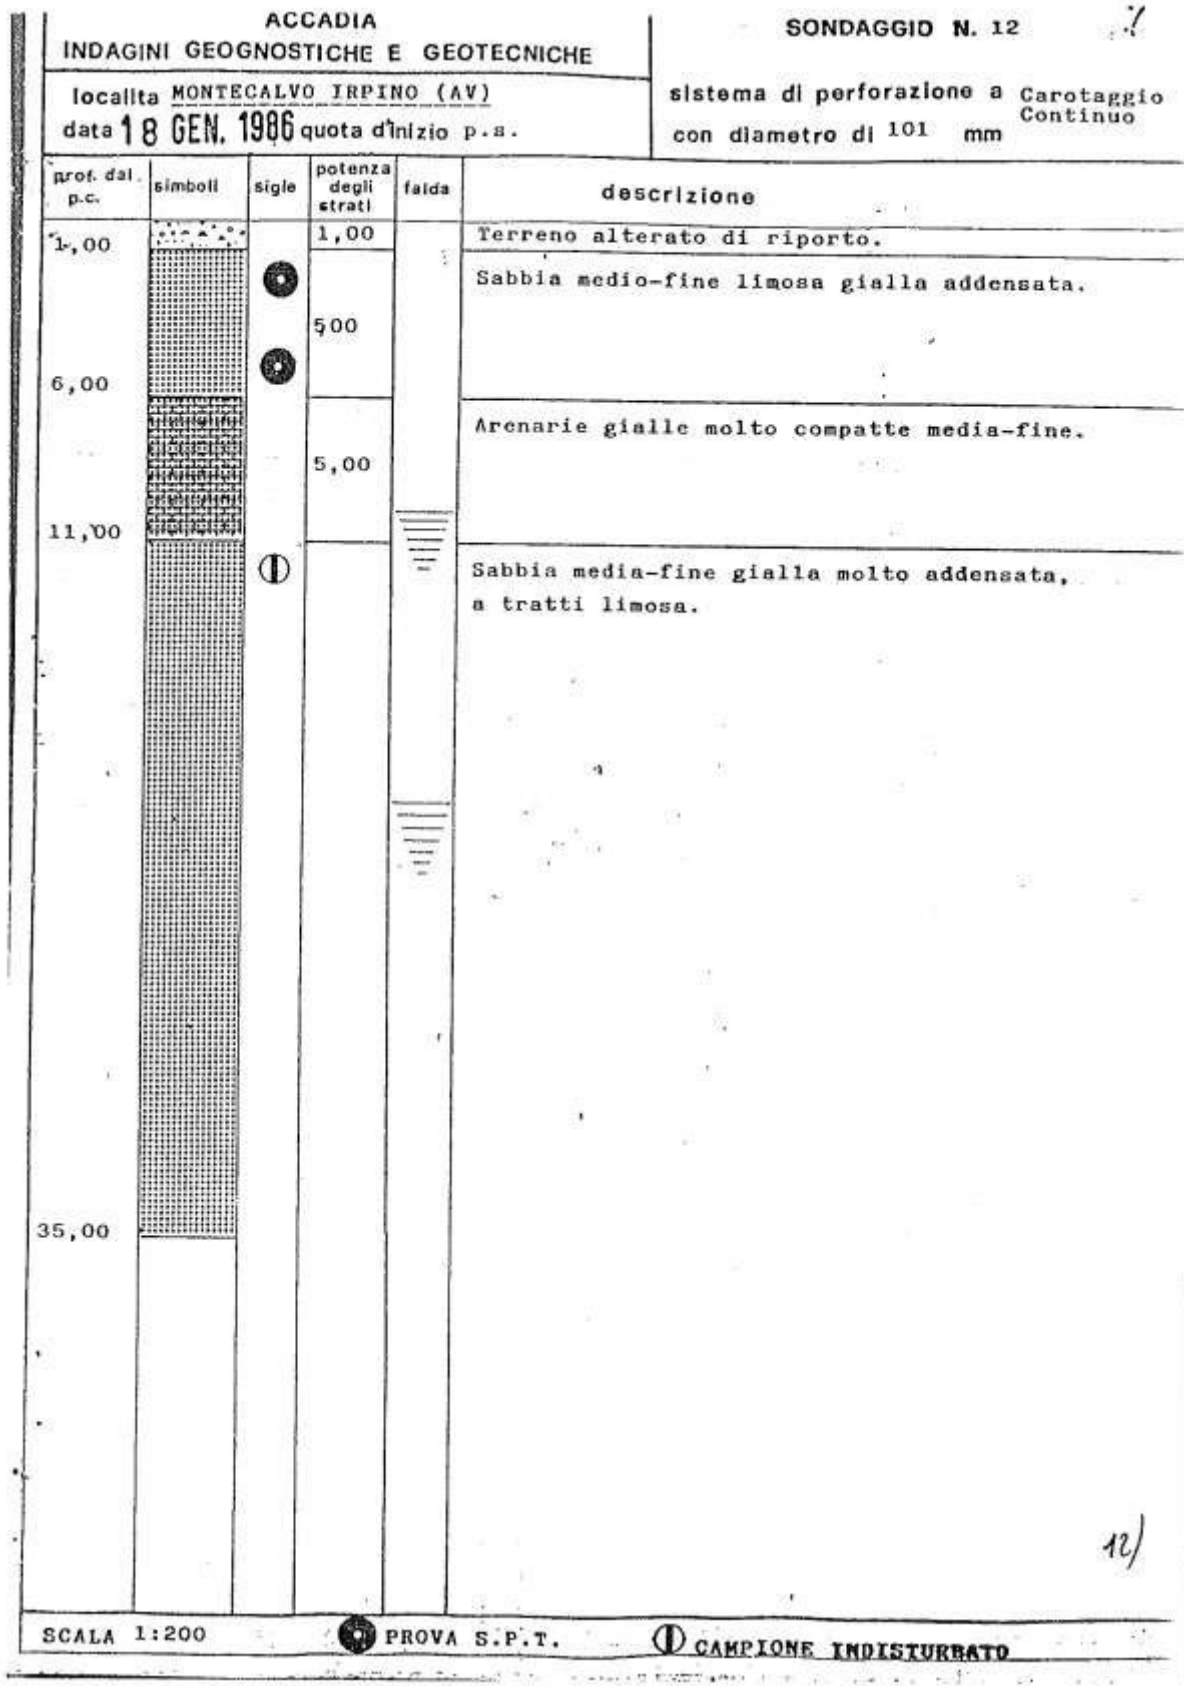 ACCADIA
INDAGINI GEOGNOSTICHE E GEOTECNICHE
SONDAGGIO N. 12
localita MONTECALVO IRPINO (AV)
data 18 GEN. 1986 quota d'inizio p.s.
sistema di perforazione a Carotaggio
Continuo
con diametro di 101 mm
prof. dal
p.c.
simboli
sigle
potenza
degli
strati
falda
descrizione
1,00
1,00
Terreno alterato di riporto.
Sabbia medio-fine limosa gialla addensata.
500
6,00
Arenarie gialle molto compatte media-fine.
5,00
11,00
Sabbia media-fine gialla molto addensata,
a tratti limosa.
35,00
12)
SCALA 1:200
PROVA S.P.T.
CAMPIONE INDISTURBATO